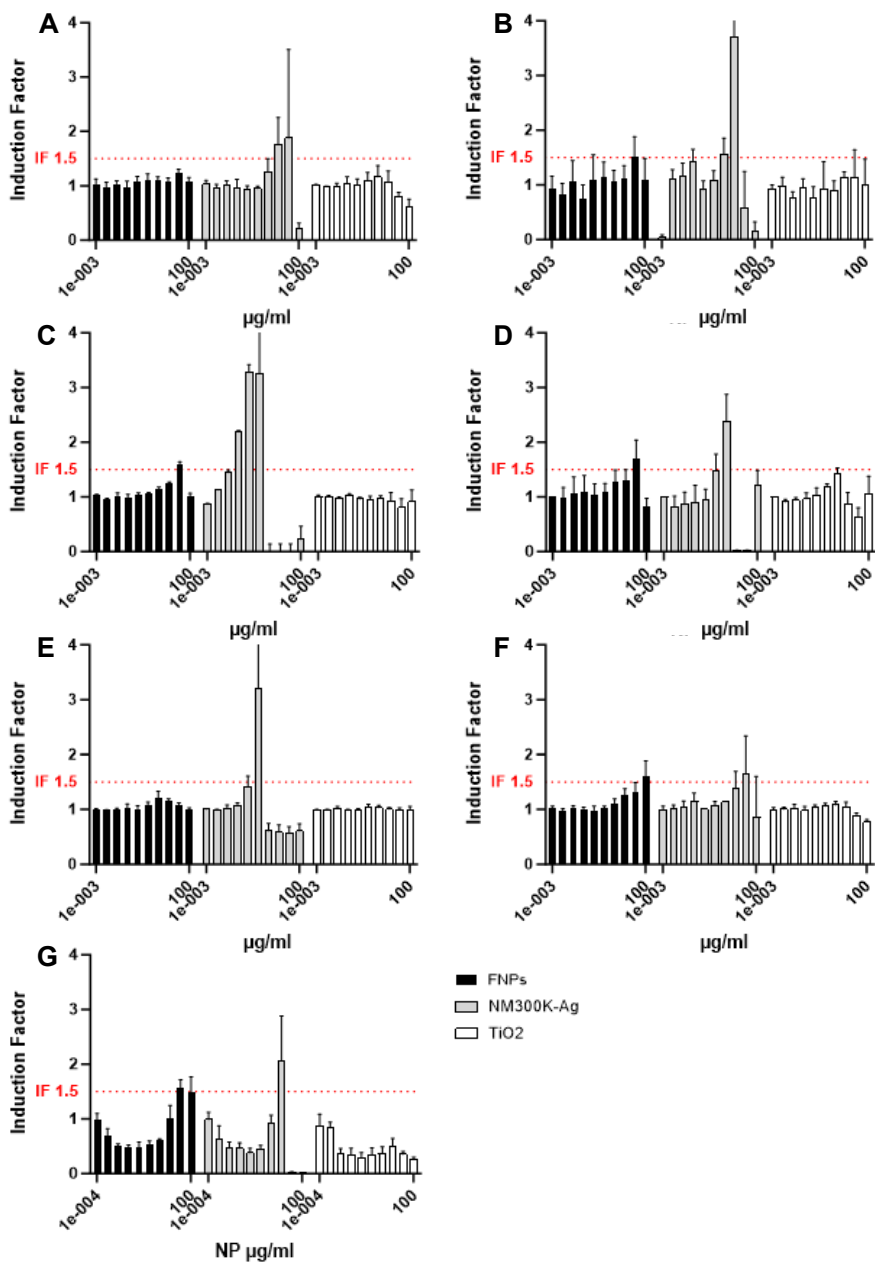 A
Induction Factor
4
3
2
IF 1.5
1
0
1e-003
100
1e-003
100
1e-003
100
µg/ml
B
Induction Factor
4
3
2
IF 1.5
1
0
1e-003
100
1e-003
100
1e-003
100
µg/ml
C
Induction Factor
4
3
2
IF 1.5
1
0
1e-003
100
1e-003
100
1e-003
100
µg/ml
D
Induction Factor
4
3
2
IF 1.5
1
0
1e-003
100
1e-003
100
1e-003
100
µg/ml
E
Induction Factor
4
3
2
IF 1.5
1
0
1e-003
100
1e-003
100
1e-003
100
µg/ml
F
Induction Factor
4
3
2
IF 1.5
1
0
1e-003
100
1e-003
100
1e-003
100
µg/ml
G
Induction Factor
4
3
2
IF 1.5
1
0
1e-004
100
1e-004
100
1e-004
100
NP µg/ml
FNPs
NM300K-Ag
TiO2